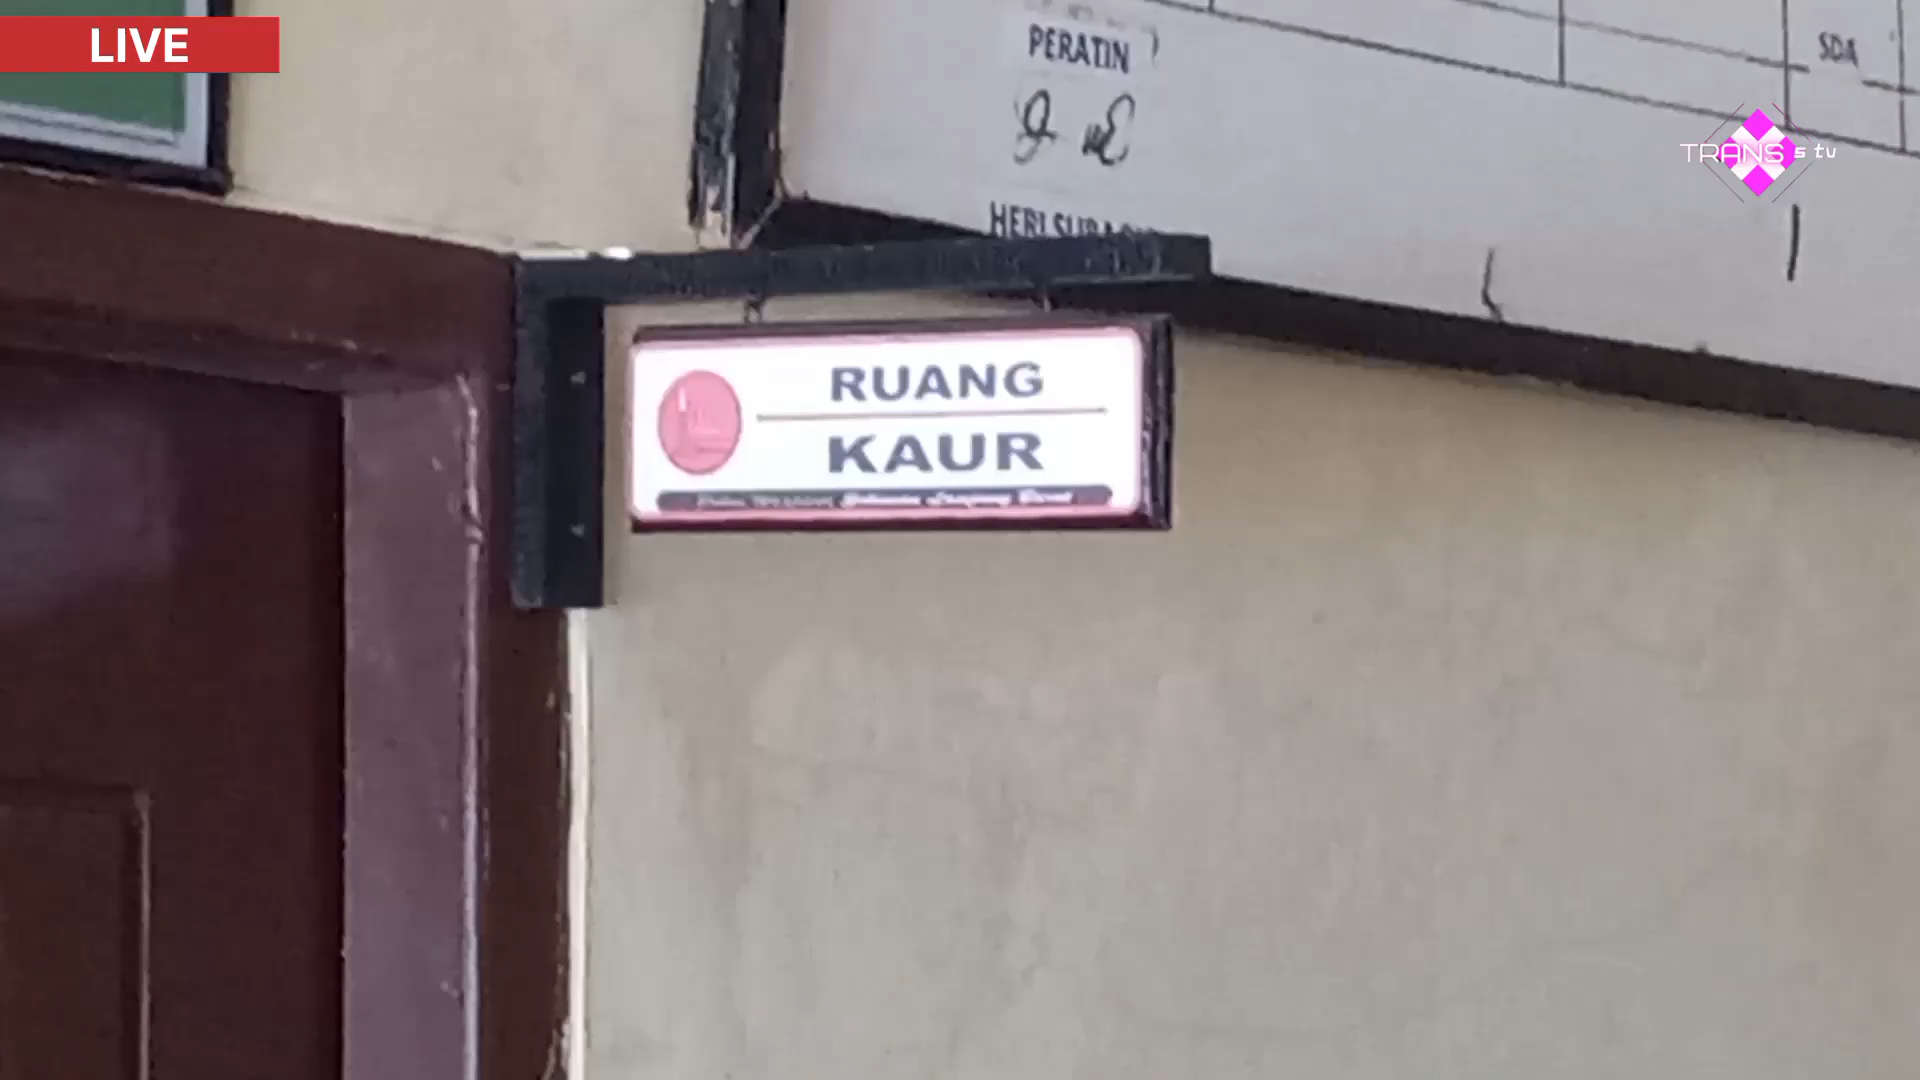 LIVE
PERATIN
SDA
TRANS s tv
RUANG
KAUR